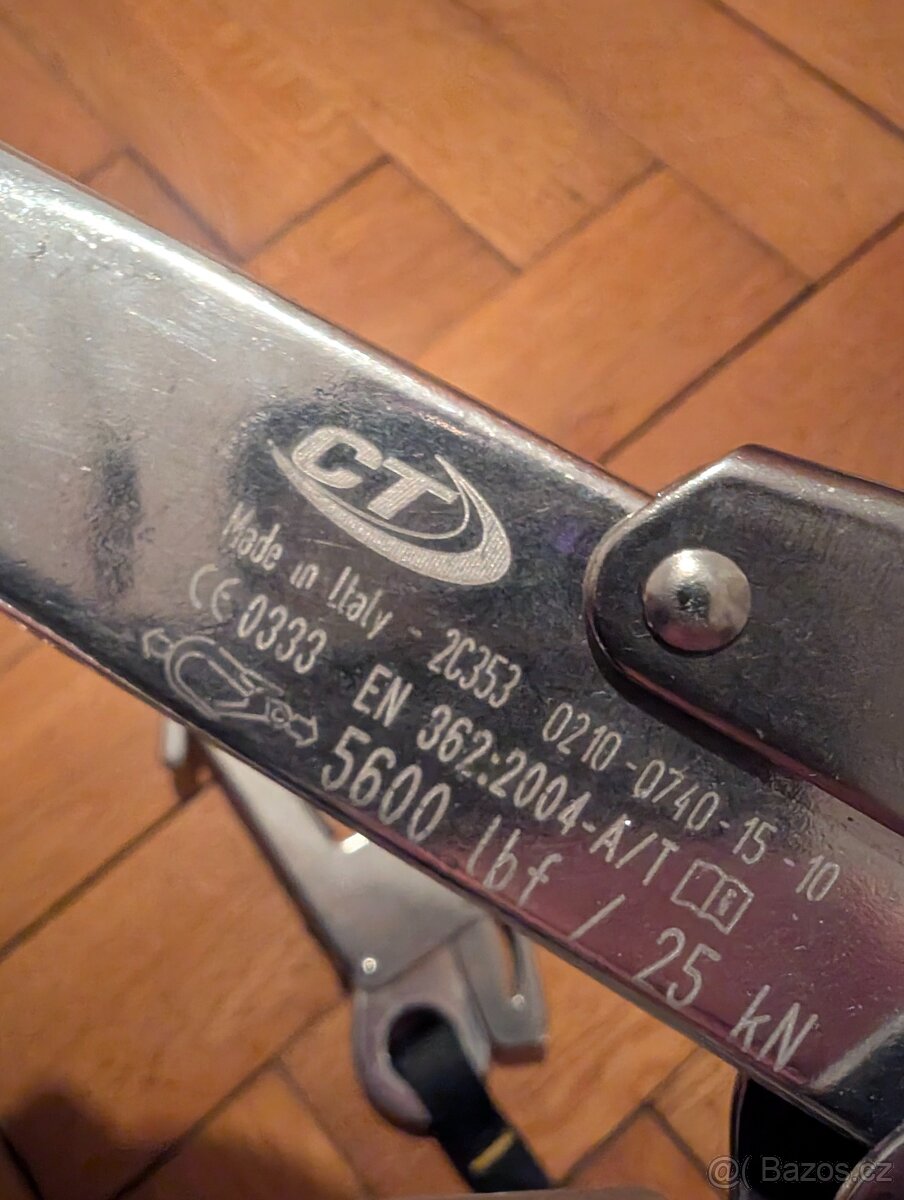 CT
Made in Italy - 2C353 0210-0740-15-10
CE 0333 EN 362:2004-A/T
5600 lbf / 25 kN
@( Bazos.cz